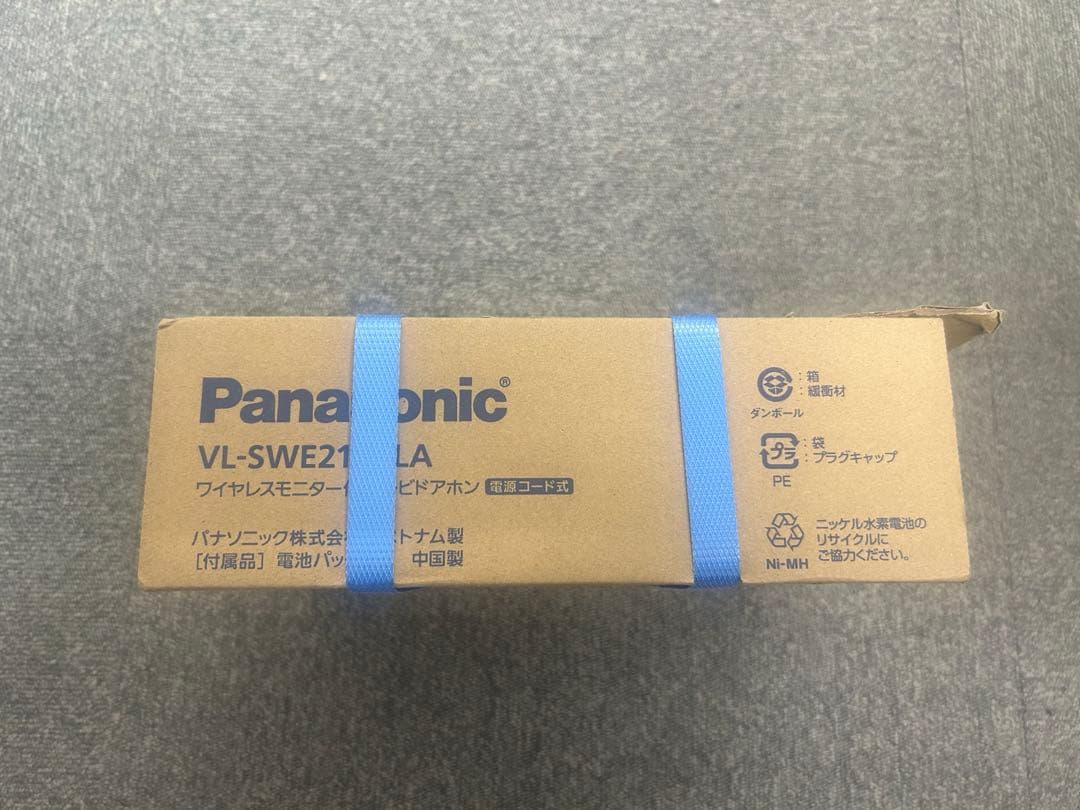 Pana onic®
VL-SWE21 LA
ワイヤレスモニター ビドアホン 電源コード式
パナソニック株式会 トナム製
[付属品] 電池パッ 中国製
:箱
:緩衝材
ダンボール
プラ
:袋
:プラグキャップ
PE
Ni-MH
ニッケル水素電池の
リサイクルに
ご協力ください。